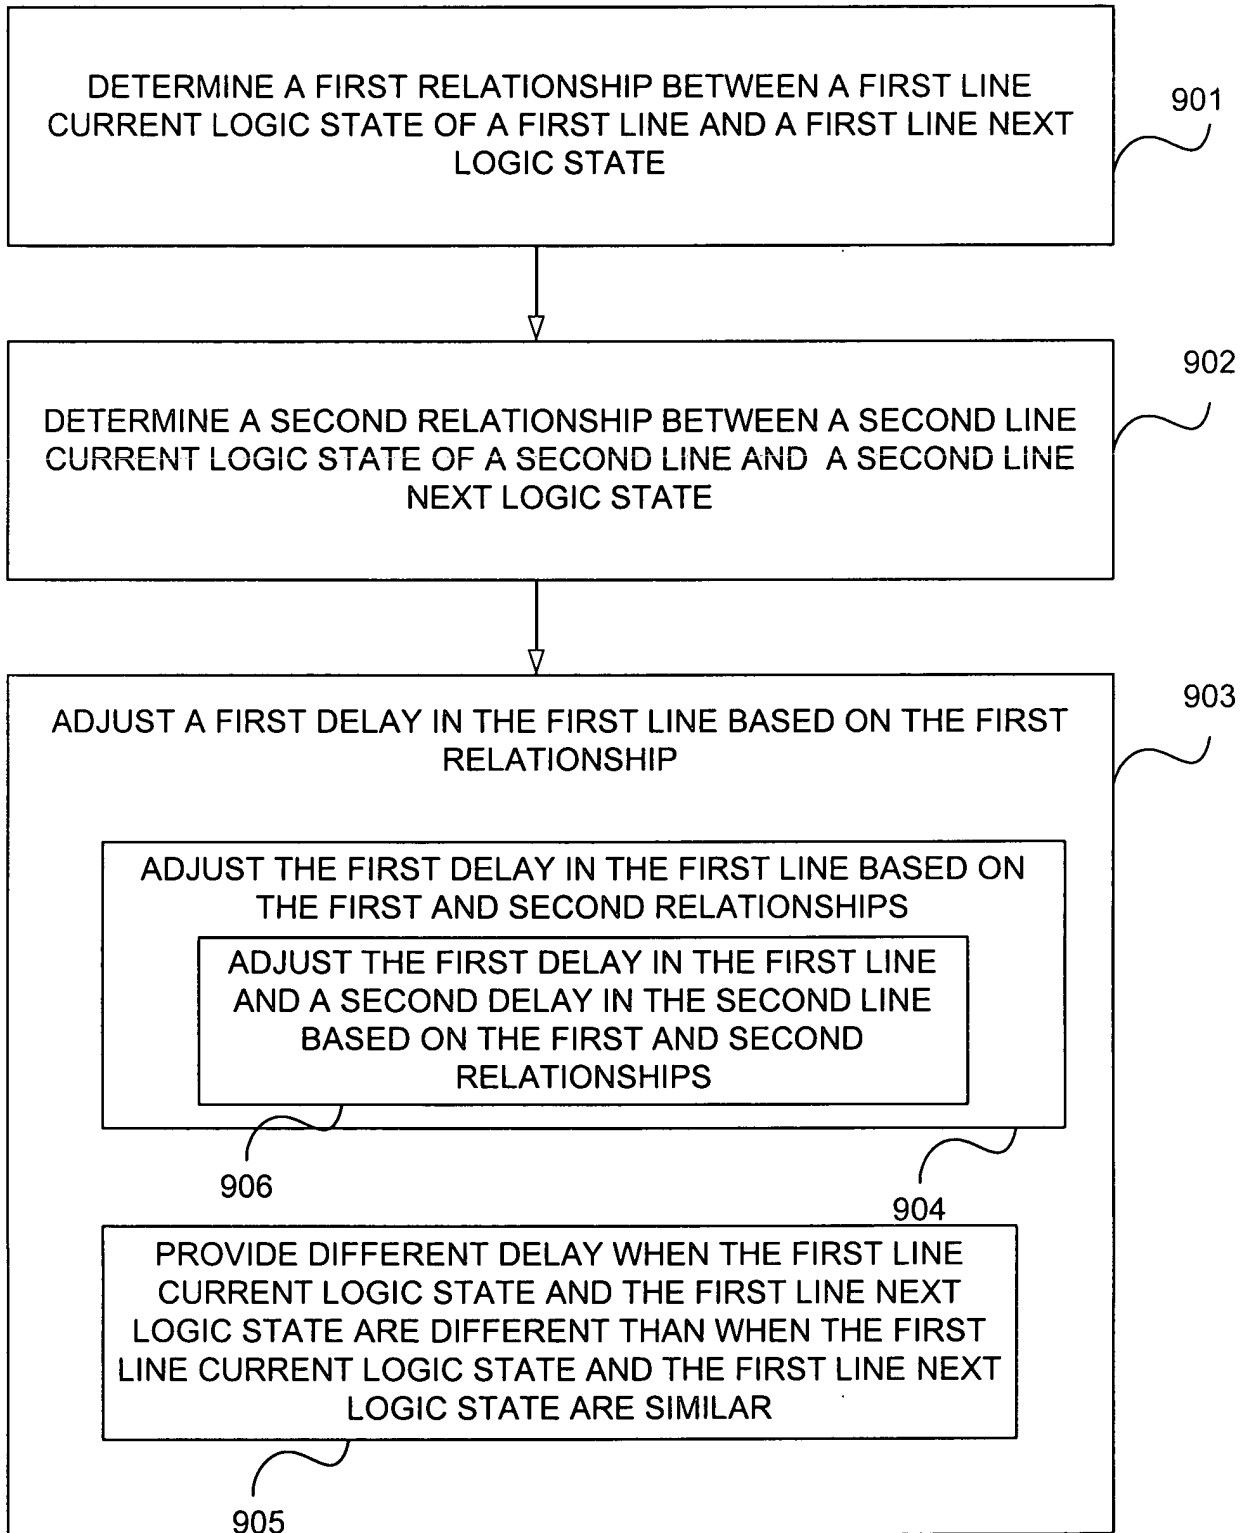 DETERMINE A FIRST RELATIONSHIP BETWEEN A FIRST LINE
CURRENT LOGIC STATE OF A FIRST LINE AND A FIRST LINE NEXT
LOGIC STATE
901
DETERMINE A SECOND RELATIONSHIP BETWEEN A SECOND LINE
CURRENT LOGIC STATE OF A SECOND LINE AND A SECOND LINE
NEXT LOGIC STATE
902
ADJUST A FIRST DELAY IN THE FIRST LINE BASED ON THE FIRST
RELATIONSHIP
903
ADJUST THE FIRST DELAY IN THE FIRST LINE BASED ON
THE FIRST AND SECOND RELATIONSHIPS
ADJUST THE FIRST DELAY IN THE FIRST LINE
AND A SECOND DELAY IN THE SECOND LINE
BASED ON THE FIRST AND SECOND
RELATIONSHIPS
906
904
PROVIDE DIFFERENT DELAY WHEN THE FIRST LINE
CURRENT LOGIC STATE AND THE FIRST LINE NEXT
LOGIC STATE ARE DIFFERENT THAN WHEN THE FIRST
LINE CURRENT LOGIC STATE AND THE FIRST LINE NEXT
LOGIC STATE ARE SIMILAR
905